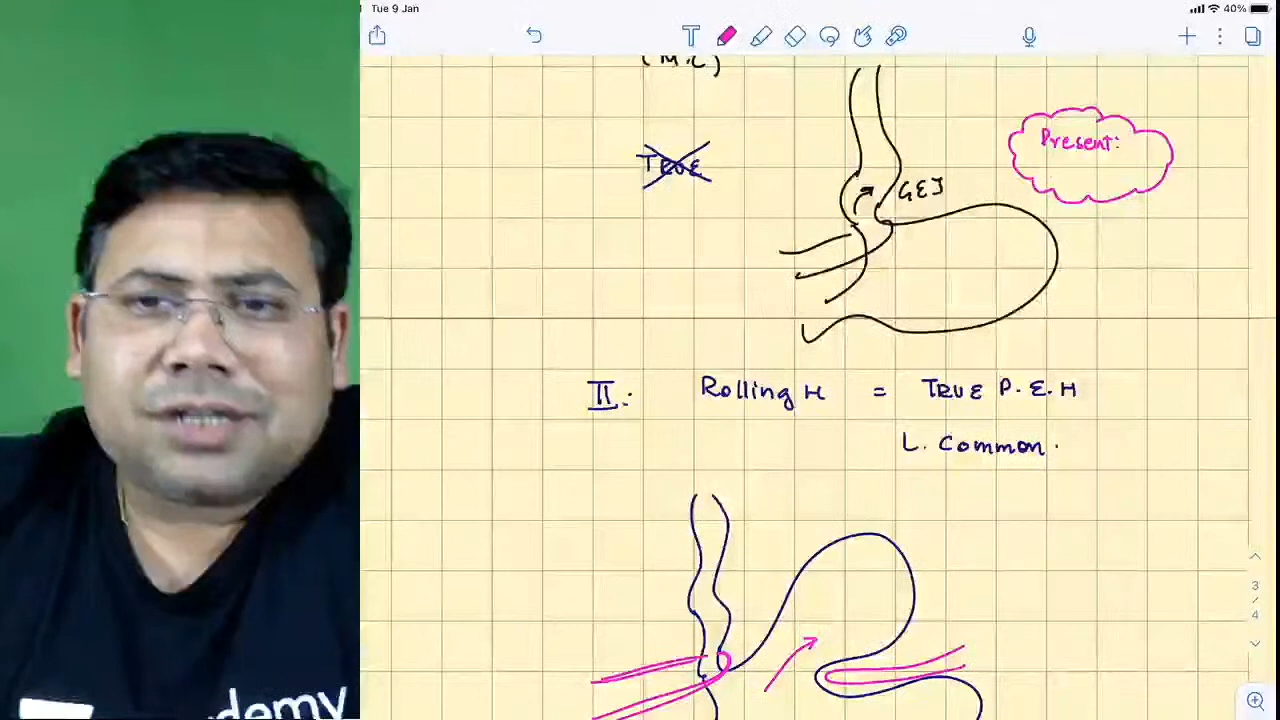 Tue 9 Jan
40%
(M.C)
Present:
TRUE
GEJ
II: Rolling H = TRUE P.E.H
L. Common.
3
/
4
demy